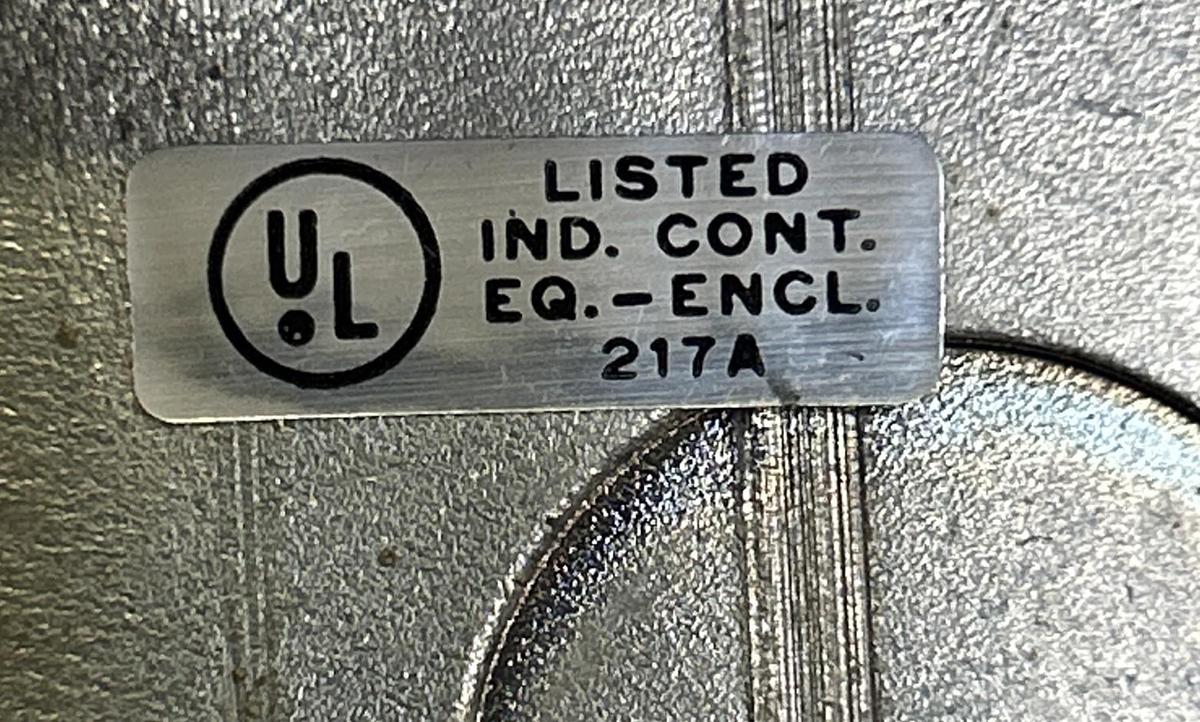 UL
LISTED
IND. CONT.
EQ.-ENCL.
217A